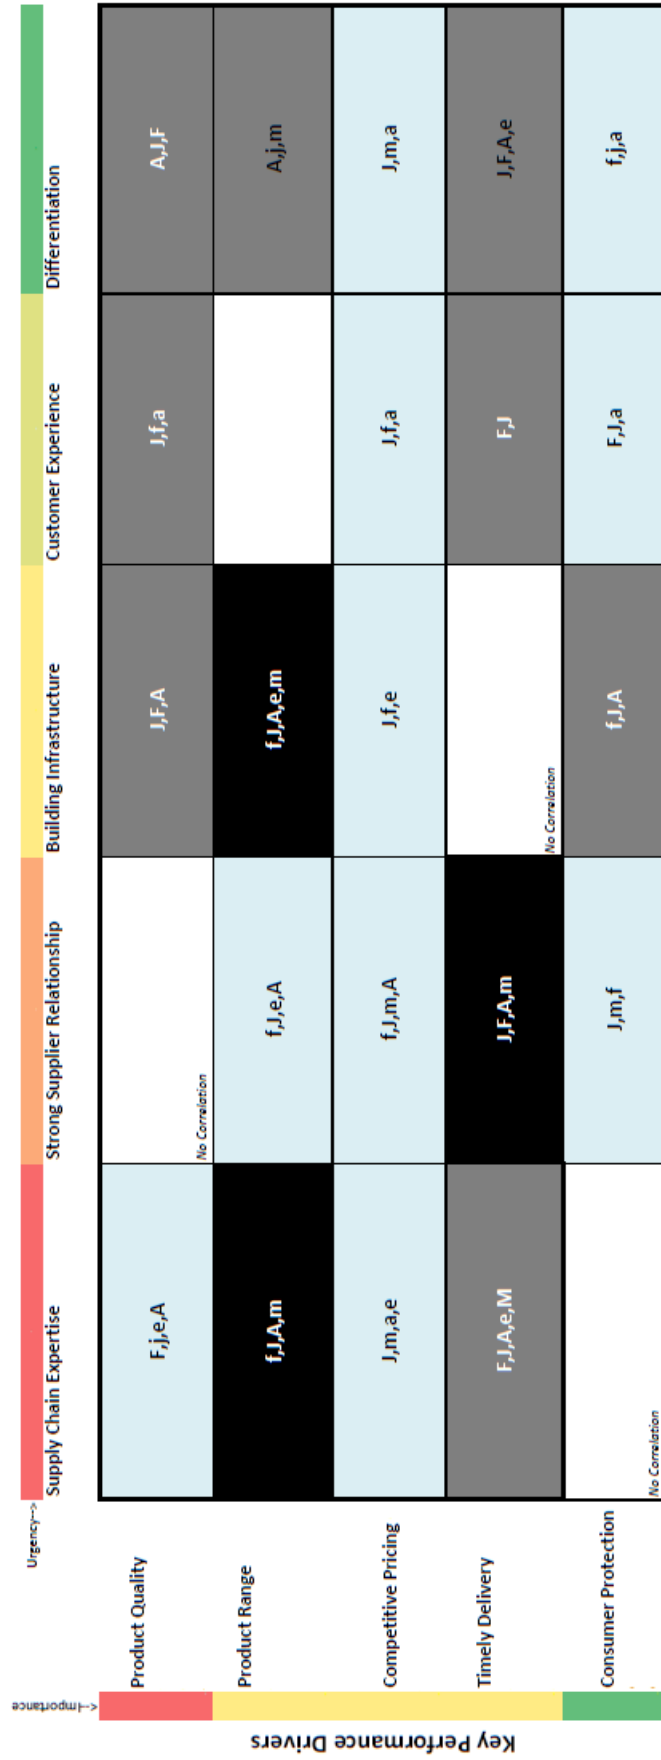 Urgency-->
Supply Chain Expertise
Strong Supplier Relationship
Building Infrastructure
Customer Experience
Differentiation
<--Importance
Key Performance Drivers
Product Quality
F,j,e,A
No Correlation
J,F,A
J,f,a
A,J,F
Product Range
f,J,A,m
f,J,e,A
f,J,A,e,m
A,j,m
Competitive Pricing
J,m,a,e
f,J,m,A
J,f,e
J,f,a
J,m,a
Timely Delivery
F,J,A,e,M
J,F,A,m
No Correlation
F,J
J,F,A,e
Consumer Protection
No Correlation
J,m,f
f,J,A
F,J,a
f,j,a